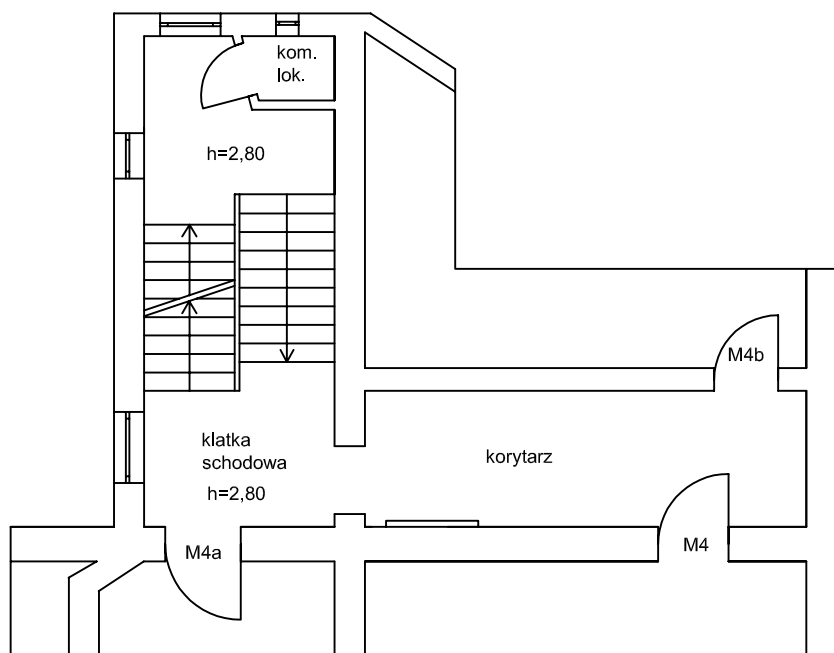 kom.
lok.
h=2,80
M4b
klatka
schodowa
h=2,80
korytarz
M4a
M4